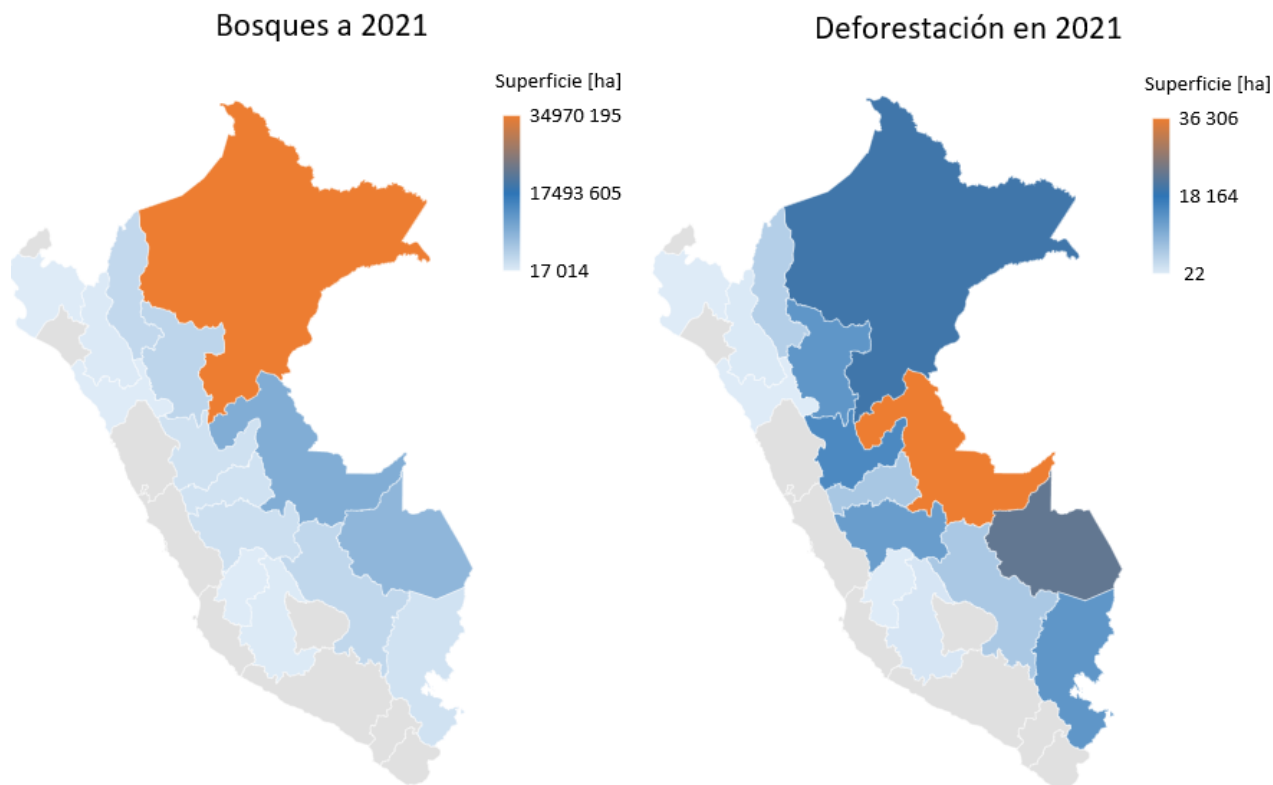 Bosques a 2021
Superficie [ha]
34970 195
17493 605
17 014
Deforestación en 2021
Superficie [ha]
36 306
18 164
22